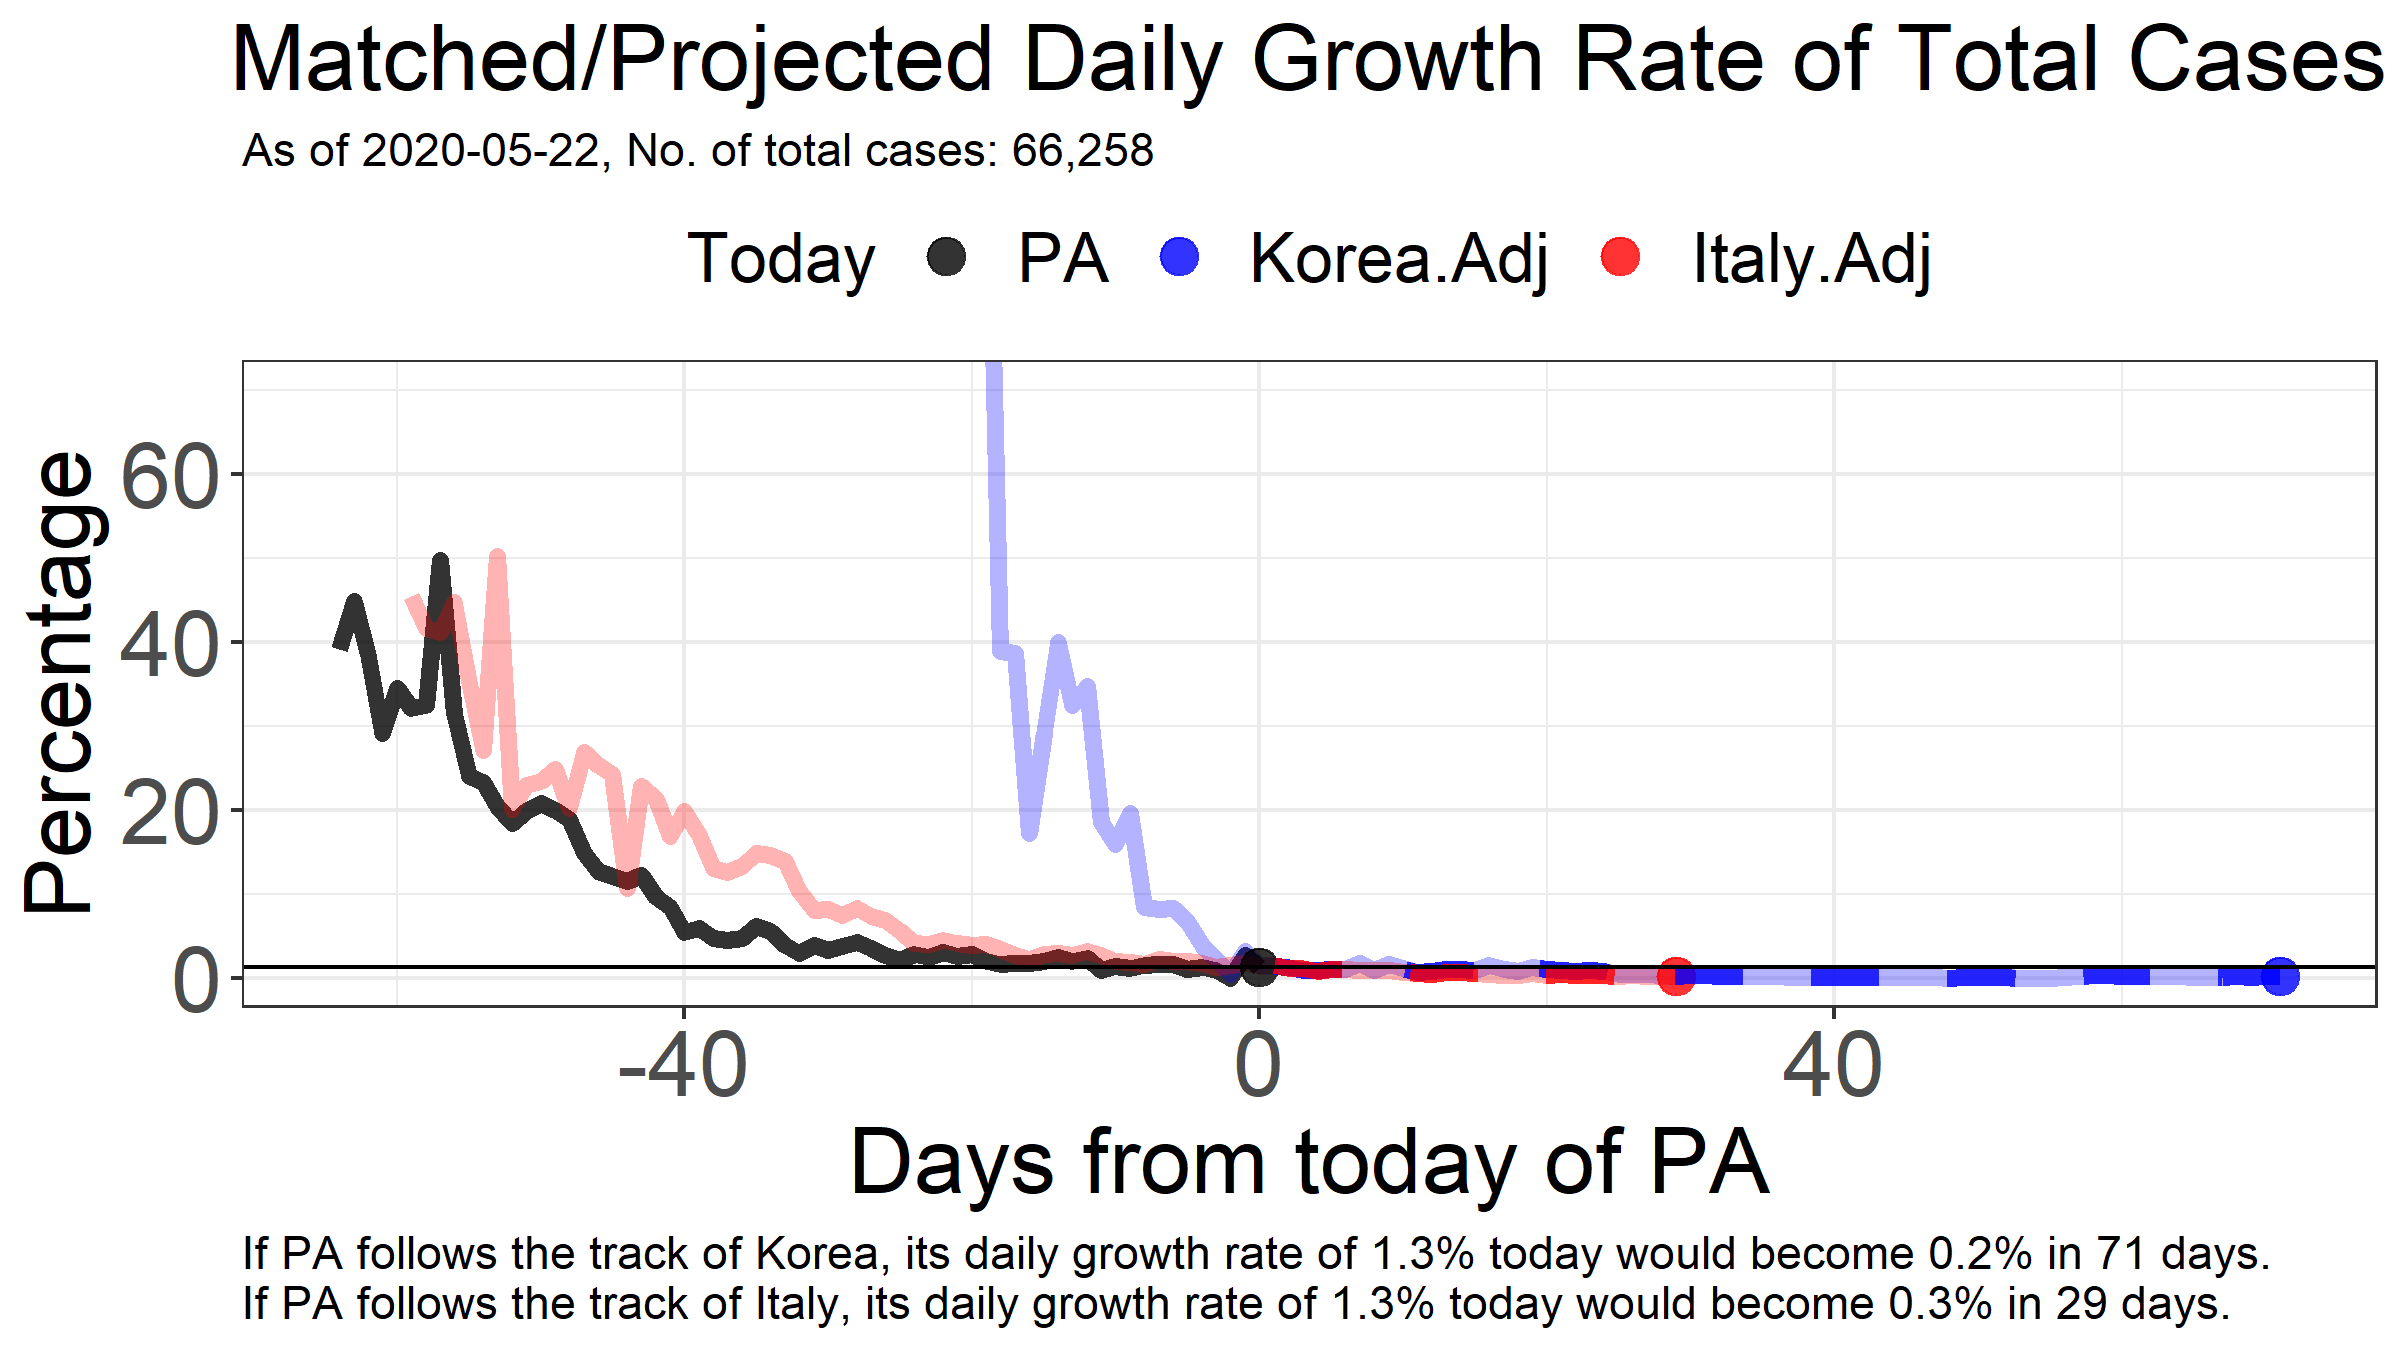 Matched/Projected Daily Growth Rate of Total Cases
As of 2020-05-22, No. of total cases: 66,258
Today PA Korea.Adj Italy.Adj
Percentage
60
40
20
0
-40 0 40
Days from today of PA
If PA follows the track of Korea, its daily growth rate of 1.3% today would become 0.2% in 71 days.
If PA follows the track of Italy, its daily growth rate of 1.3% today would become 0.3% in 29 days.